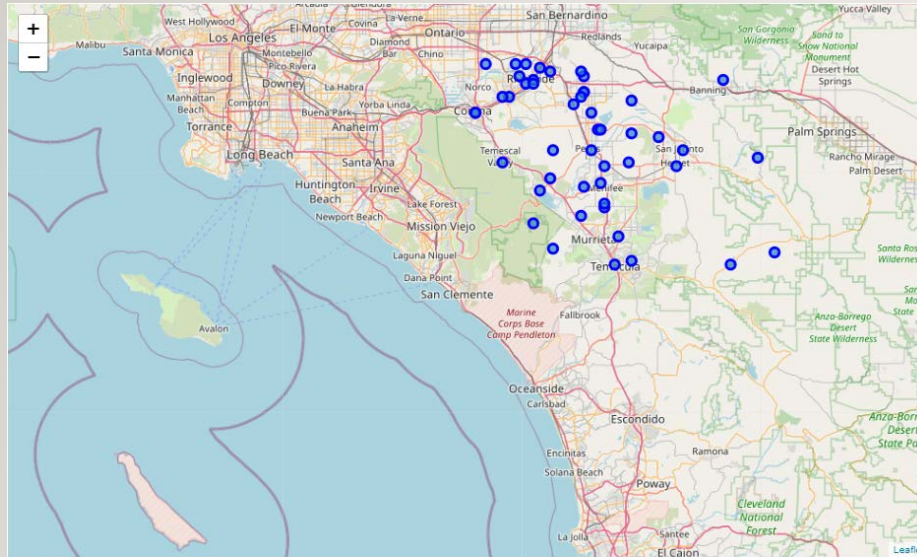 +
−
West Hollywood
Los Angeles
El Monte
Covina
La Verne
Ontario
San Bernardino
Redlands
Yucaipa
San Gorgonio
Wilderness
Sand to
Snow National
Monument
Yucca Valley
Desert Hot
Springs
Malibu
Santa Monica
Montebello
Pico Rivera
Diamond
Bar
Chino
Inglewood
Downey
La Habra
Norco
Banning
Manhattan
Beach
Compton
Yorba Linda
Buena Park
Torrance
Anaheim
Palm Springs
Long Beach
Santa Ana
Temescal
Valley
Rancho Mirage
Palm Desert
Huntington
Beach
Irvine
Lake Forest
Newport Beach
Mission Viejo
Murrieta
Laguna Niguel
Dana Point
San Clemente
Temecula
Avalon
Marine
Corps Base
Camp Pendleton
Fallbrook
Anza-Borrego
Desert
State Wilderness
Oceanside
Carlsbad
Escondido
Encinitas
Solana Beach
Ramona
Poway
Cleveland
National
Forest
La Jolla
Santee
El Cajon